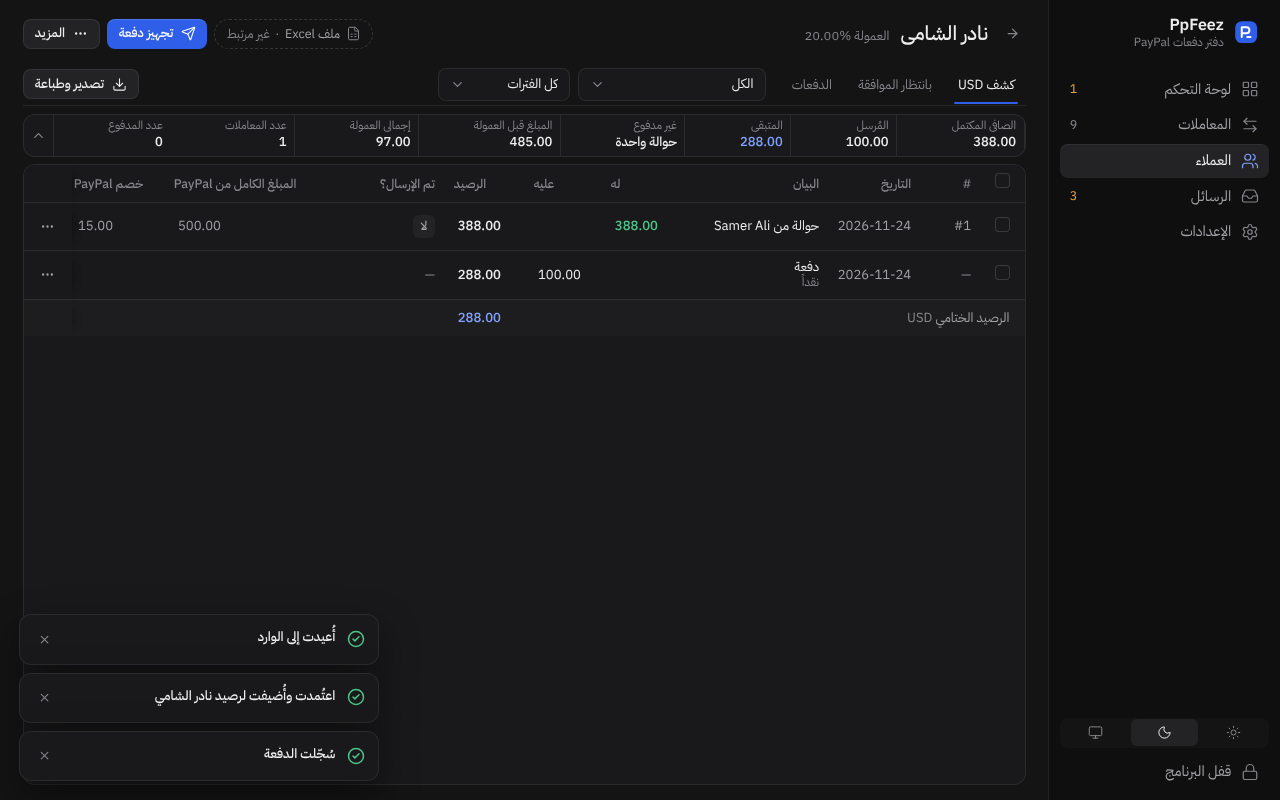 PpFeez
دفتر دفعات PayPal
لوحة التحكم 1
المعاملات 9
العملاء
الرسائل 3
الإعدادات
قفل البرنامج
نادر الشامي العمولة 20.00%
ملف Excel · غير مرتبط
تجهيز دفعة
المزيد
كشف USD
بانتظار الموافقة
الدفعات
الكل
كل الفترات
تصدير وطباعة
الصافي المكتمل
388.00
المُرسل
100.00
المتبقي
288.00
غير مدفوع
حوالة واحدة
المبلغ قبل العمولة
485.00
إجمالي العمولة
97.00
عدد المعاملات
1
عدد المدفوع
0
# التاريخ البيان له عليه الرصيد تم الإرسال؟ المبلغ الكامل من PayPal خصم PayPal
#1 2026-11-24 حوالة من Samer Ali 388.00 388.00 لا 500.00 15.00
— 2026-11-24 دفعة 100.00 288.00 —
نقداً
الرصيد الختامي USD 288.00
أُعيدت إلى الوارد
اعتُمدت وأُضيفت لرصيد نادر الشامي
سُجّلت الدفعة